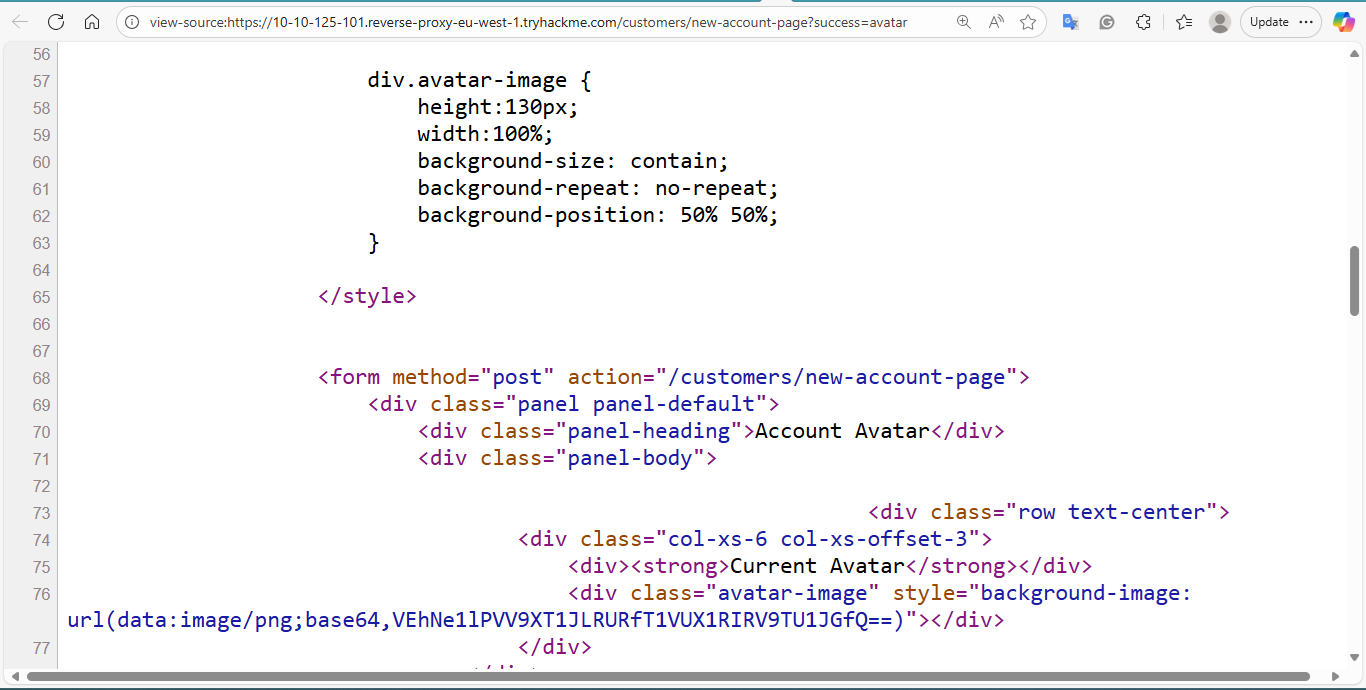 view-source:https://10-10-125-101.reverse-proxy-eu-west-1.tryhackme.com/customers/new-account-page?success=avatar
Update
56
57 div.avatar-image {
58 height:130px;
59 width:100%;
60 background-size: contain;
61 background-repeat: no-repeat;
62 background-position: 50% 50%;
63 }
64
65 </style>
66
67
68 <form method="post" action="/customers/new-account-page">
69 <div class="panel panel-default">
70 <div class="panel-heading">Account Avatar</div>
71 <div class="panel-body">
72
73 <div class="row text-center">
74 <div class="col-xs-6 col-xs-offset-3">
75 <div><strong>Current Avatar</strong></div>
76 <div class="avatar-image" style="background-image:
url(data:image/png;base64,VEhNe1lPVV9XT1JLRURfT1VUX1RIRV9TU1JGfQ==)"></div>
77 </div>